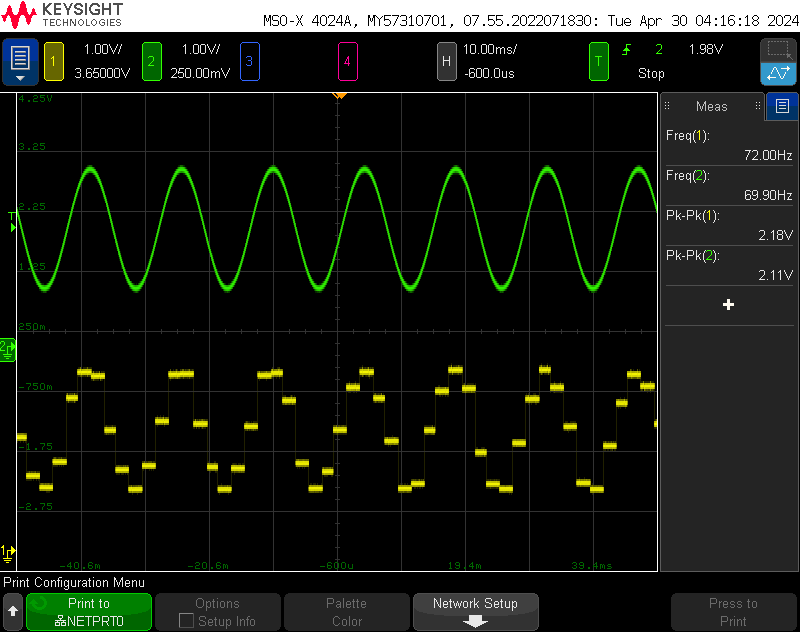 KEYSIGHT
TECHNOLOGIES
MSO-X 4024A, MY57310701, 07.55.2022071830: Tue Apr 30 04:16:18 2024
1 1.00V/ 2 1.00V/ 3 4 H 10.00ms/ T 2 1.98V
3.65000V 250.00mV -600.0us Stop
4.25V
3.25
2.25
1.25
250m
-750m
-1.75
-2.75
-40.6m -20.6m -600u 19.4m 39.4ms
T
2
1
Meas
Freq(1):
72.00Hz
Freq(2):
69.90Hz
Pk-Pk(1):
2.18V
Pk-Pk(2):
2.11V
Print Configuration Menu
Print to
NETPRT0
Options
Setup Info
Palette
Color
Network Setup
Press to
Print